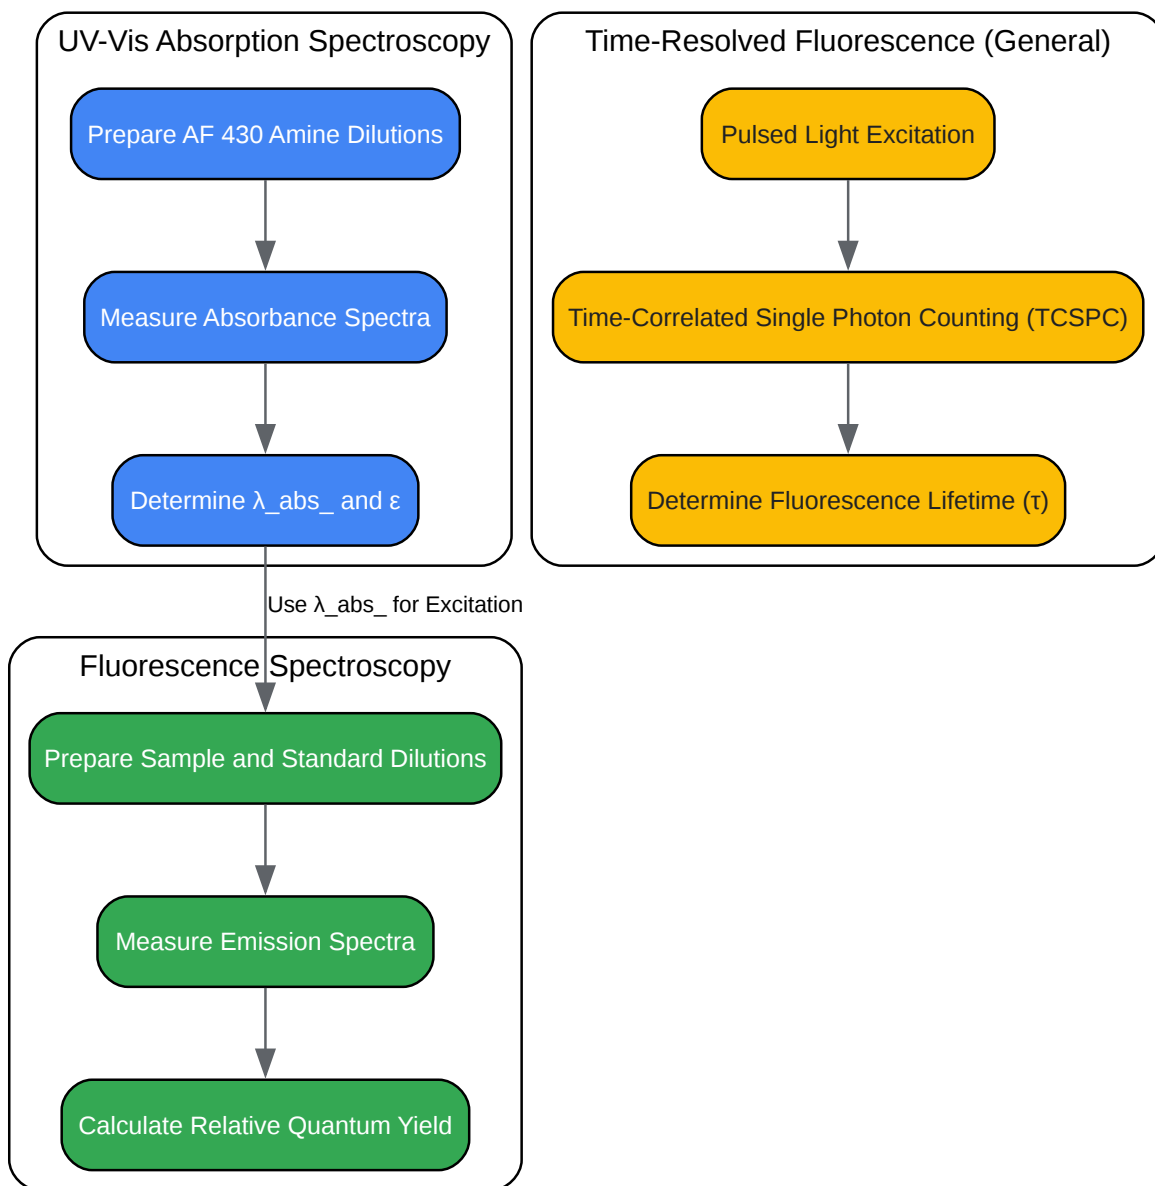 UV-Vis Absorption Spectroscopy
Prepare AF 430 Amine Dilutions
Measure Absorbance Spectra
Determine λ_abs_ and ε
Use λ_abs_ for Excitation
Fluorescence Spectroscopy
Prepare Sample and Standard Dilutions
Measure Emission Spectra
Calculate Relative Quantum Yield
Time-Resolved Fluorescence (General)
Pulsed Light Excitation
Time-Correlated Single Photon Counting (TCSPC)
Determine Fluorescence Lifetime (τ)